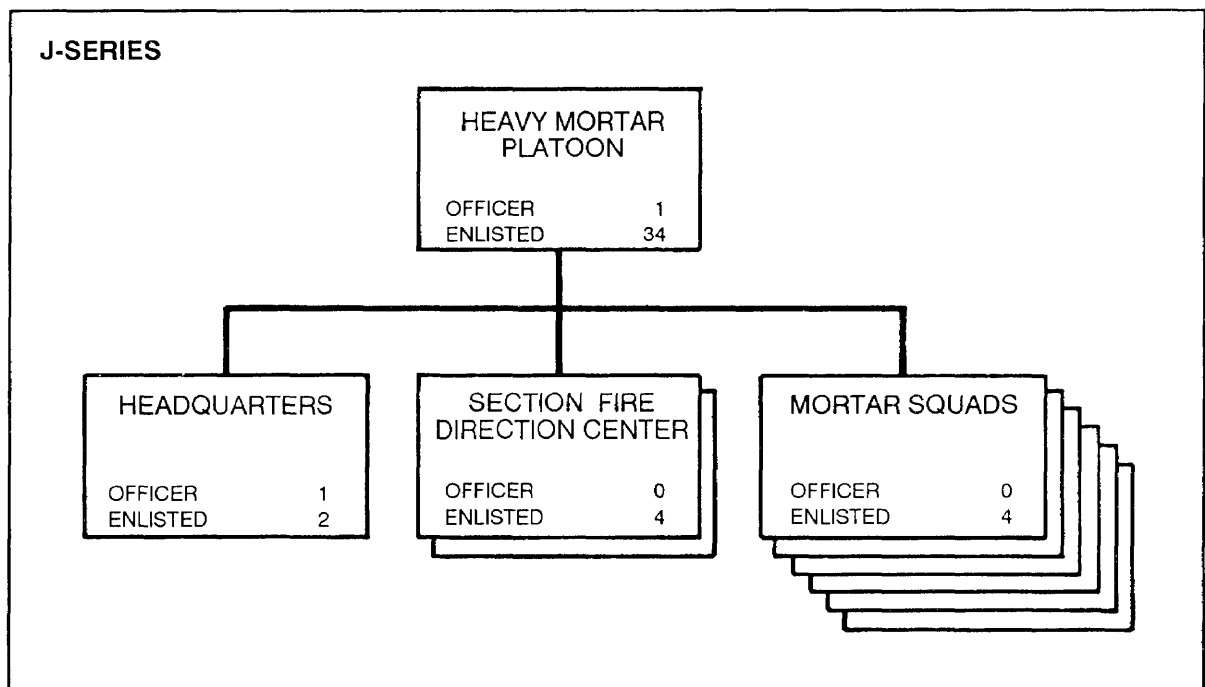 J-SERIES
HEAVY MORTAR
PLATOON
OFFICER 1
ENLISTED 34
HEADQUARTERS
OFFICER 1
ENLISTED 2
SECTION FIRE
DIRECTION CENTER
OFFICER 0
ENLISTED 4
MORTAR SQUADS
OFFICER 0
ENLISTED 4